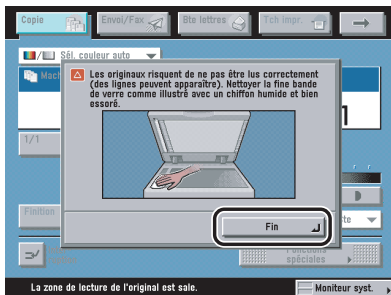 Copie
Envoi/Fax
Bte lettres
Tch impr.
Sél. couleur auto
Mac
Les originaux risquent de ne pas être lus correctement
(des lignes peuvent apparaître). Nettoyer la fine bande
de verre comme illustré avec un chiffon humide et bien
essoré.
1
1/1
Finition
Fin
spéciales
La zone de lecture de l'original est sale.
Moniteur syst.